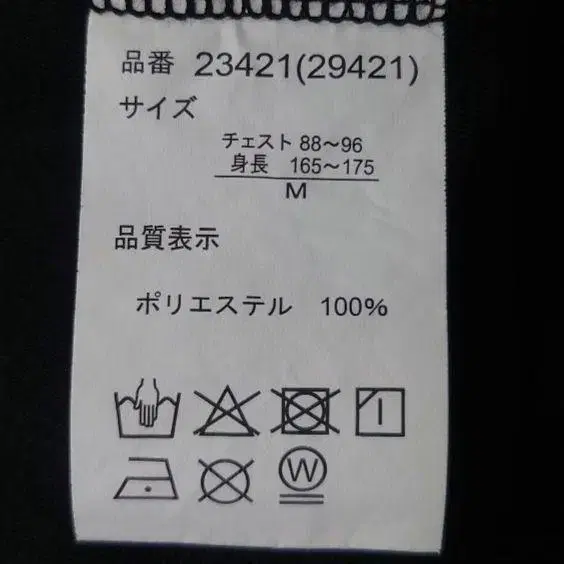 品番 23421(29421)
サイズ
チェスト 88～96
身長 165～175
M
品質表示
ポリエステル 100%
W